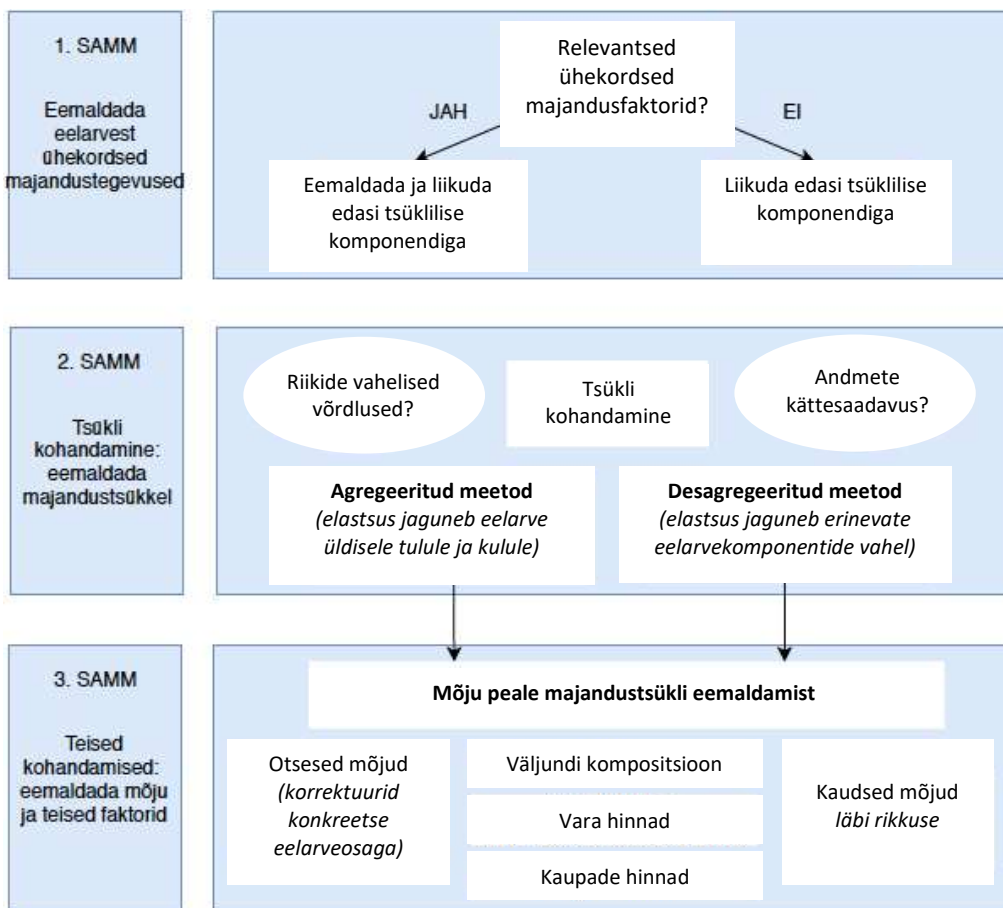 1. SAMM
Eemaldada
eelarvest
ühekordsed
majandustegevused
Relevantsed
ühekordsed
majandusfaktorid?
JAH
EI
Eemaldada ja liikuda
edasi tsüklilise
komponendiga
Liikuda edasi tsüklilise
komponendiga
2. SAMM
Tsükli
kohandamine:
eemaldada
majandustsükkel
Riikide vahelised
võrdlused?
Tsükli
kohandamine
Andmete
kättesaadavus?
Agregeeritud meetod
(elastsus jaguneb eelarve
üldisele tulule ja kulule)
Desagregeeritud meetod
(elastsus jaguneb erinevate
eelarvekomponentide vahel)
3. SAMM
Teised
kohandamised:
eemaldada mõju
ja teised faktorid
Mõju peale majandustsükli eemaldamist
Otsesed mõjud
(korrektuurid
konkreetse
eelarveosaga)
Väljundi kompositsioon
Vara hinnad
Kaupade hinnad
Kaudsed mõjud
läbi rikkuse